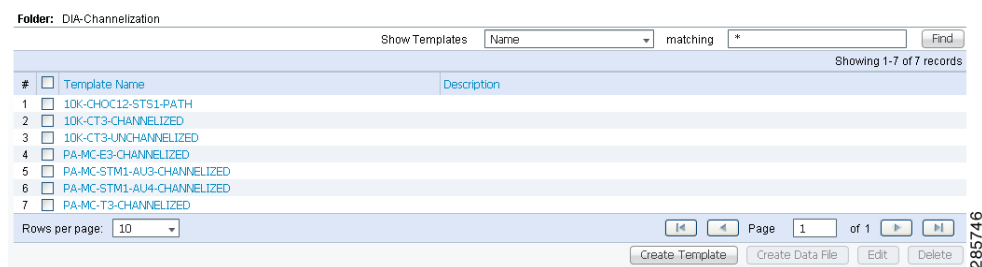 Folder: DIA-Channelization
Show Templates Name matching * Find
Showing 1-7 of 7 records
# Template Name Description
1 10K-CHOC12-STS1-PATH
2 10K-CT3-CHANNELIZED
3 10K-CT3-UNCHANNELIZED
4 PA-MC-E3-CHANNELIZED
5 PA-MC-STM1-AU3-CHANNELIZED
6 PA-MC-STM1-AU4-CHANNELIZED
7 PA-MC-T3-CHANNELIZED
Rows per page: 10 Page 1 of 1
Create Template Create Data File Edit Delete
285746